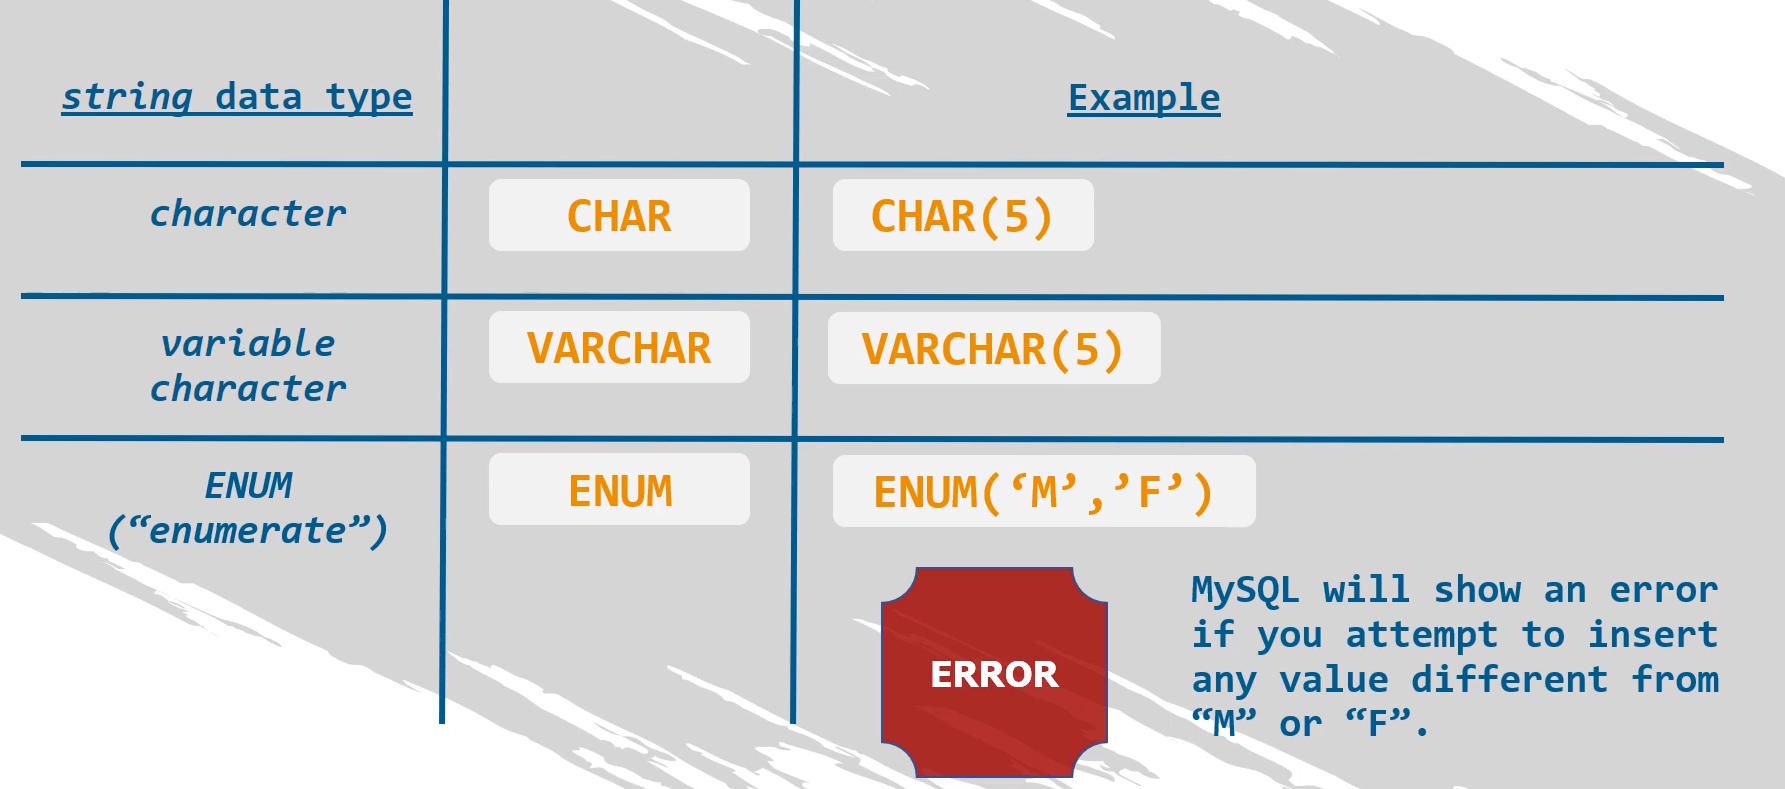 string data type
Example
character
CHAR
CHAR(5)
variable
character
VARCHAR
VARCHAR(5)
ENUM
(“enumerate”)
ENUM
ENUM(‘M’,’F’)
ERROR
MySQL will show an error
if you attempt to insert
any value different from
“M” or “F”.